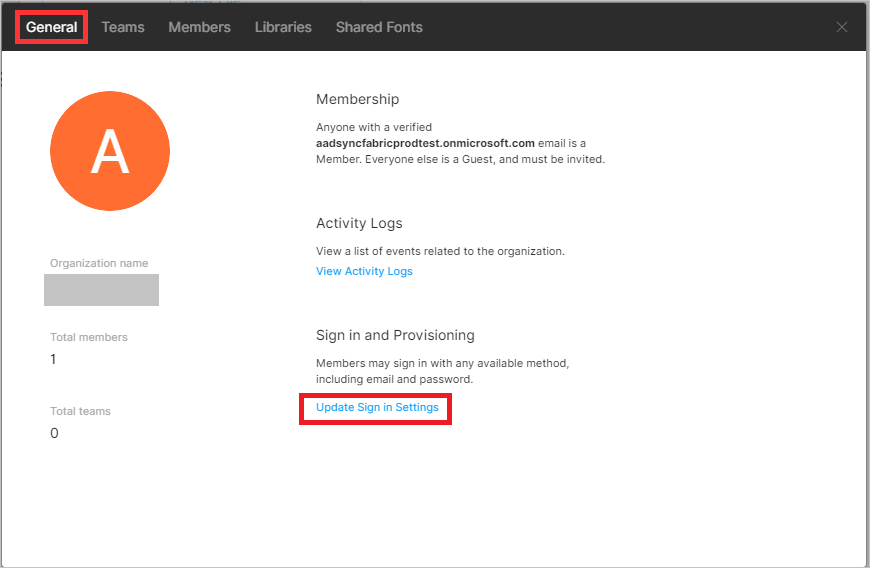 General Teams Members Libraries Shared Fonts
A
Organization name
Total members
1
Total teams
0
Membership
Anyone with a verified
aadsyncfabricprodtest.onmicrosoft.com email is a
Member. Everyone else is a Guest, and must be invited.
Activity Logs
View a list of events related to the organization.
View Activity Logs
Sign in and Provisioning
Members may sign in with any available method,
including email and password.
Update Sign in Settings